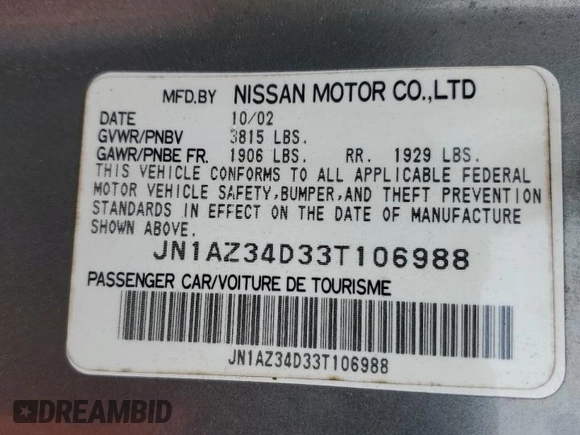 MFD.BY NISSAN MOTOR CO.,LTD
DATE 10/02
GVWR/PNBV 3815 LBS.
GAWR/PNBE FR. 1906 LBS. RR. 1929 LBS.
THIS VEHICLE CONFORMS TO ALL APPLICABLE FEDERAL
MOTOR VEHICLE SAFETY,BUMPER,AND THEFT PREVENTION
STANDARDS IN EFFECT ON THE DATE OF MANUFACTURE
SHOWN ABOVE.
JN1AZ34D33T106988
PASSENGER CAR/VOITURE DE TOURISME
JN1AZ34D33T106988
DREAMBID